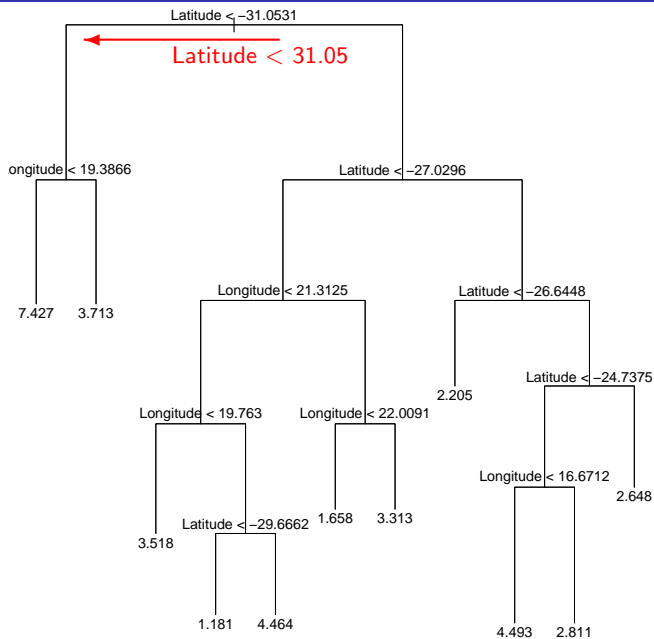 Latitude < −31.0531
Latitude < 31.05
ongitude < 19.3866
Latitude < −27.0296
7.427 3.713
Longitude < 21.3125
Latitude < −26.6448
Latitude < −24.7375
2.205
Longitude < 19.763
Longitude < 22.0091
Longitude < 16.6712
2.648
1.658 3.313
Latitude < −29.6662
3.518
1.181 4.464
4.493 2.811